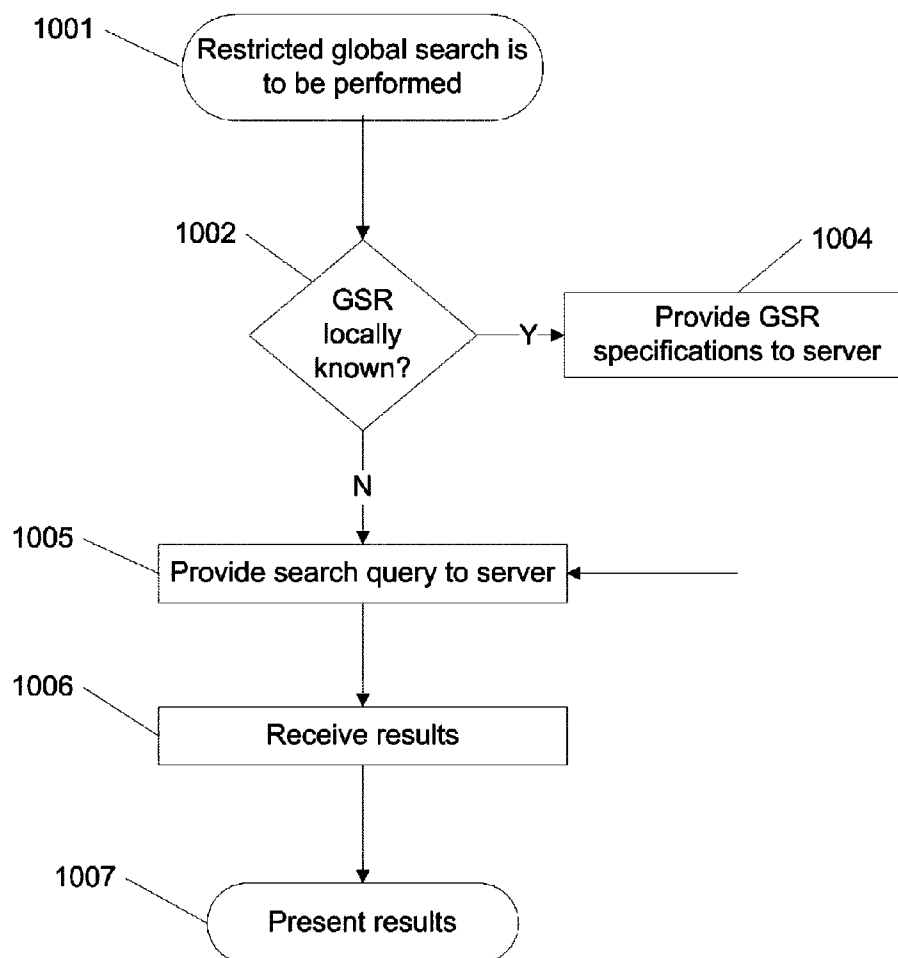 1001
Restricted global search is
to be performed
1002
GSR
locally
known?
Y
1004
Provide GSR
specifications to server
N
1005
Provide search query to server
1006
Receive results
1007
Present results